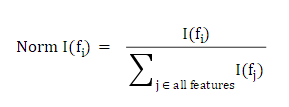 Norm I(fᵢ) = I(fᵢ) / ∑ j ∈ all features I(fⱼ)